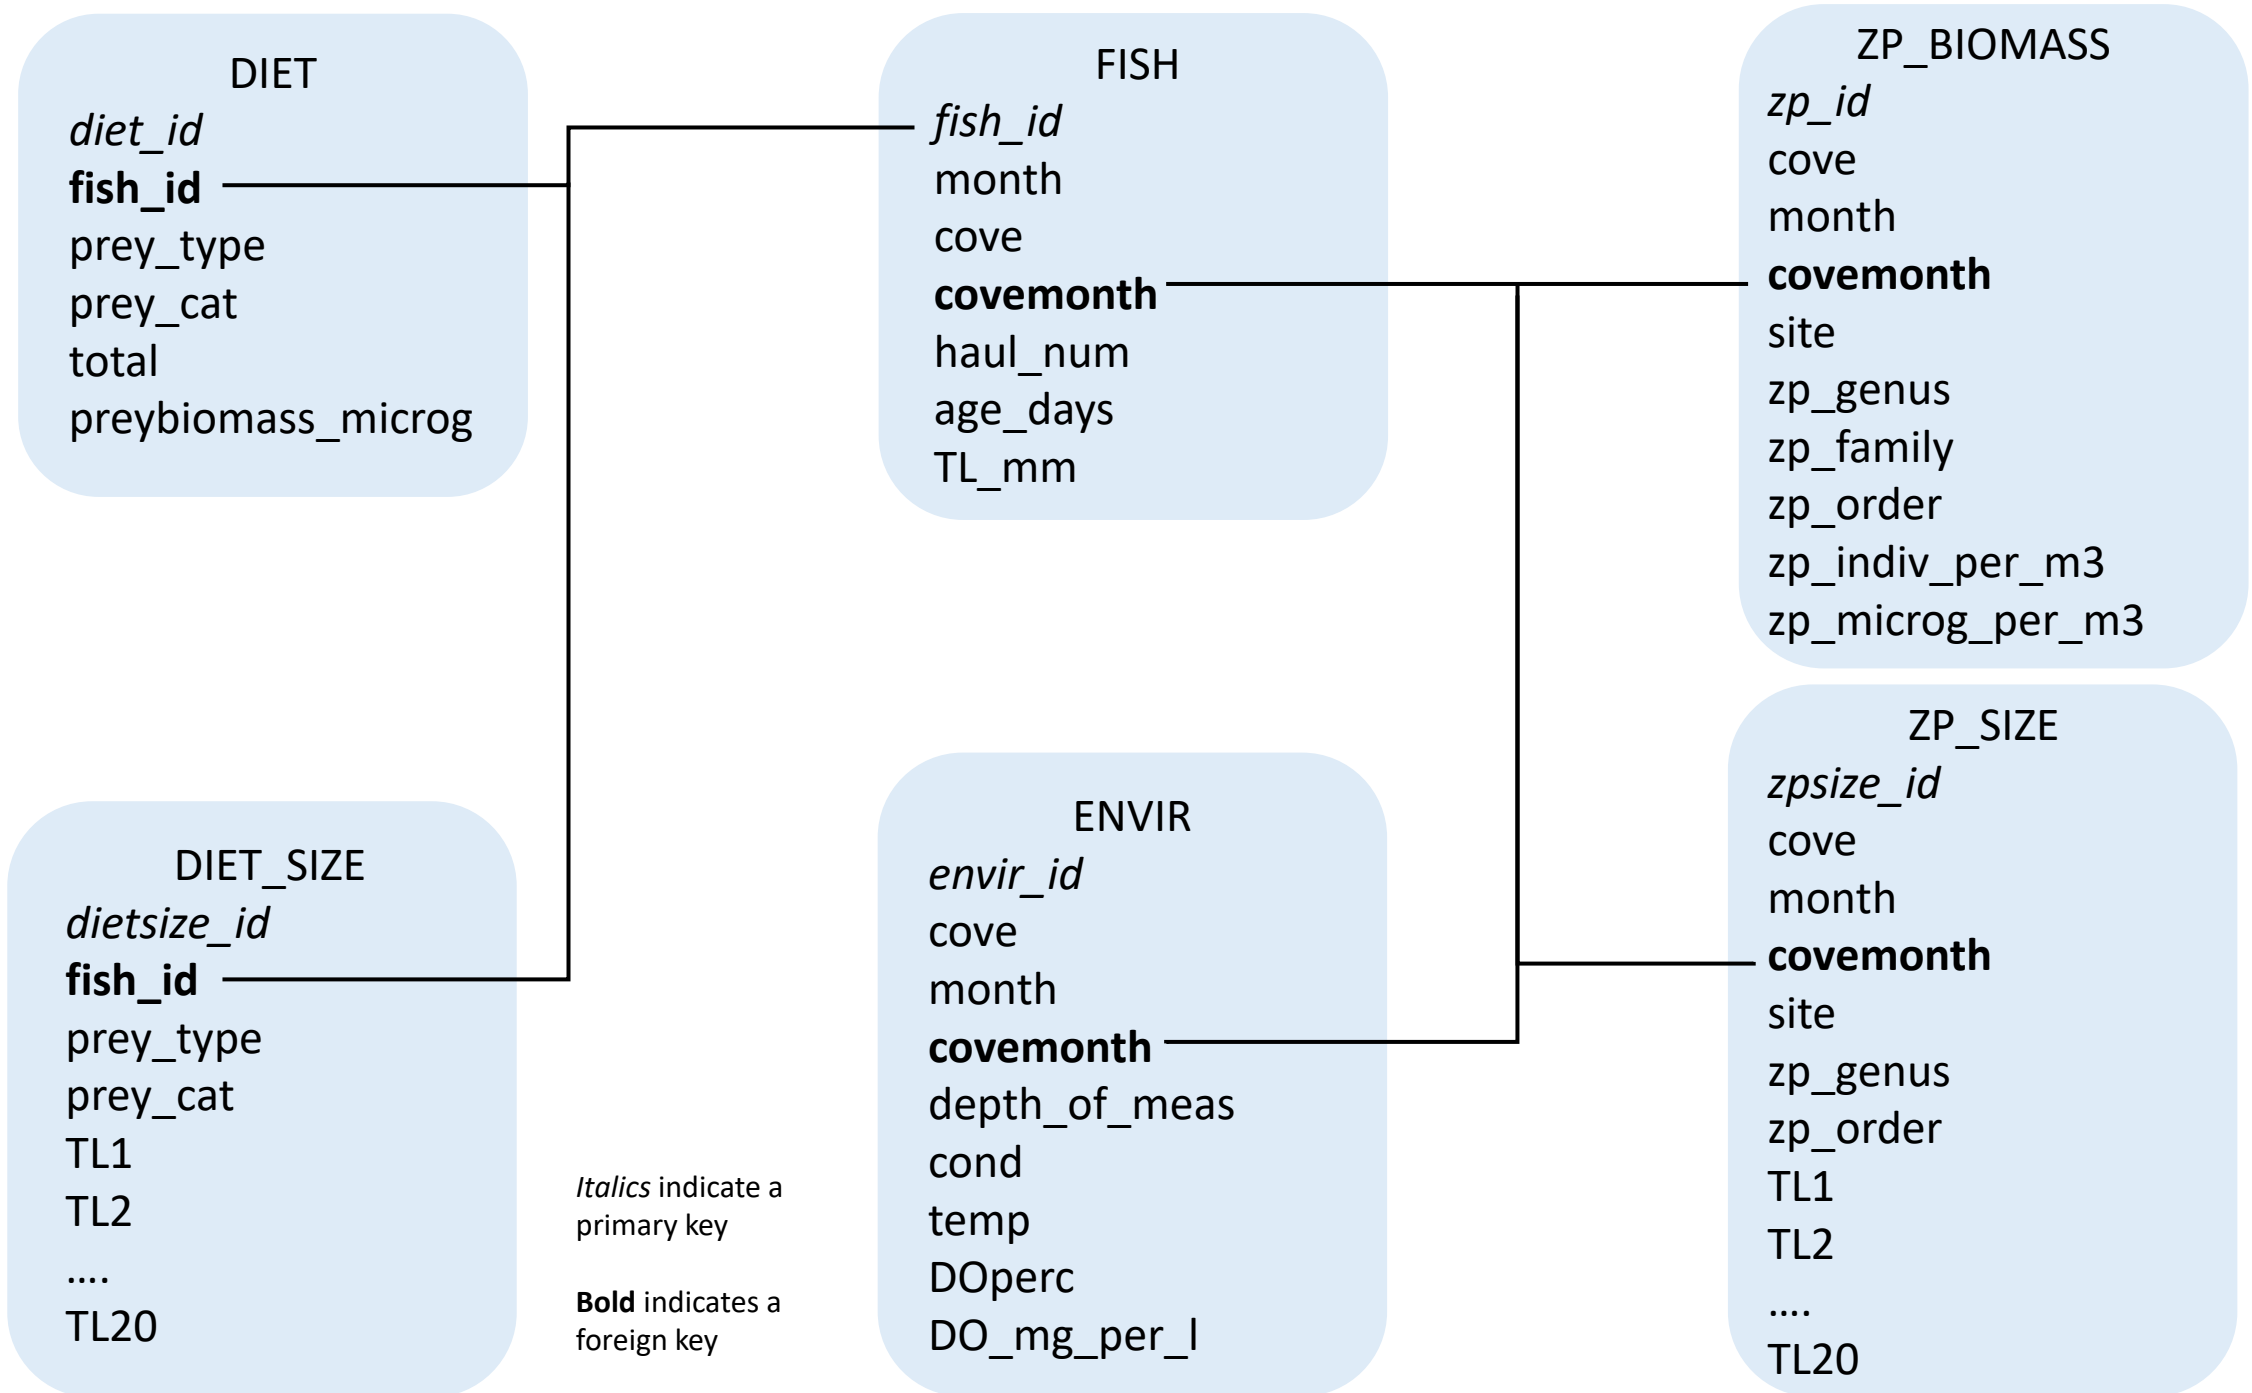 DIET
diet_id
fish_id
prey_type
prey_cat
total
preybiomass_microg
FISH
fish_id
month
cove
covemonth
haul_num
age_days
TL_mm
ZP_BIOMASS
zp_id
cove
month
covemonth
site
zp_genus
zp_family
zp_order
zp_indiv_per_m3
zp_microg_per_m3
DIET_SIZE
dietsize_id
fish_id
prey_type
prey_cat
TL1
TL2
....
TL20
Italics indicate a
primary key
Bold indicates a
foreign key
ENVIR
envir_id
cove
month
covemonth
depth_of_meas
cond
temp
DOperc
DO_mg_per_l
ZP_SIZE
zpsize_id
cove
month
covemonth
site
zp_genus
zp_order
TL1
TL2
....
TL20